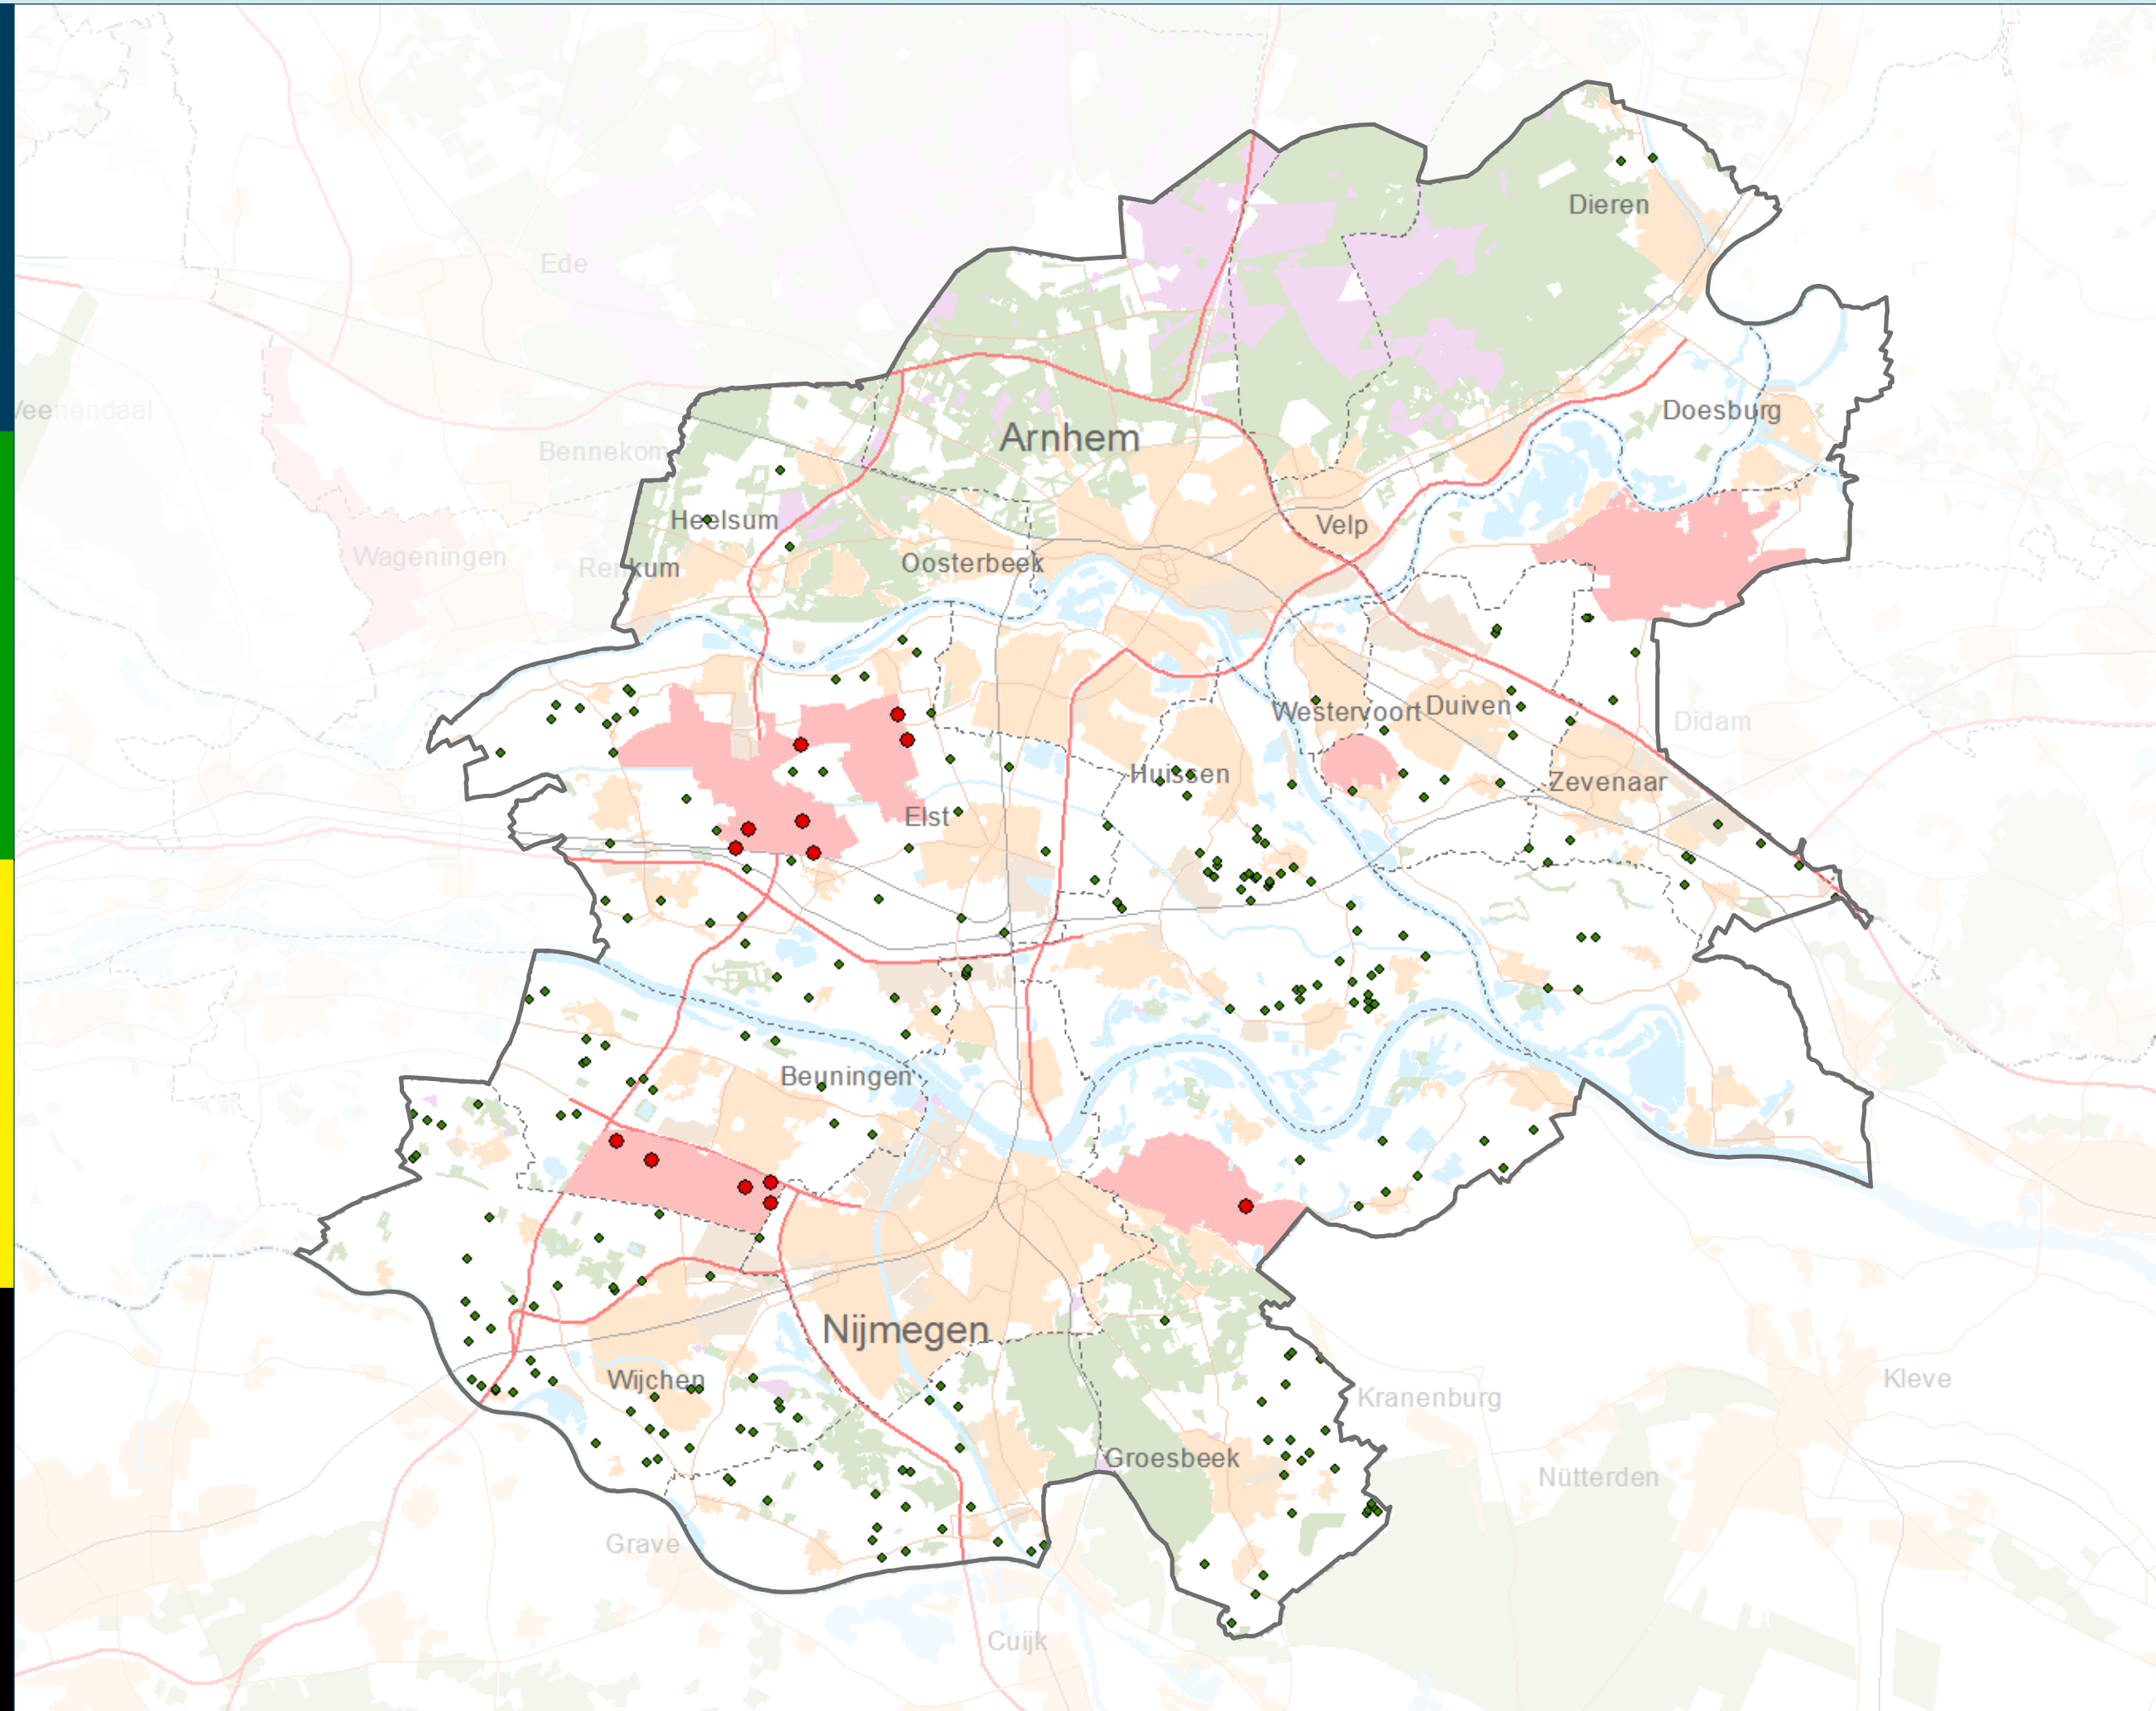 Dieren
Ede
Veenendaal
Doesburg
Arnhem
Bennekom
Heelsum
Velp
Wageningen
Renkum
Oosterbeek
Westervoort
Duiven
Didam
Huissen
Zevenaar
Elst
Beuningen
Nijmegen
Wijchen
Kranenburg
Kleve
Groesbeek
Nütterden
Grave
Cuijk